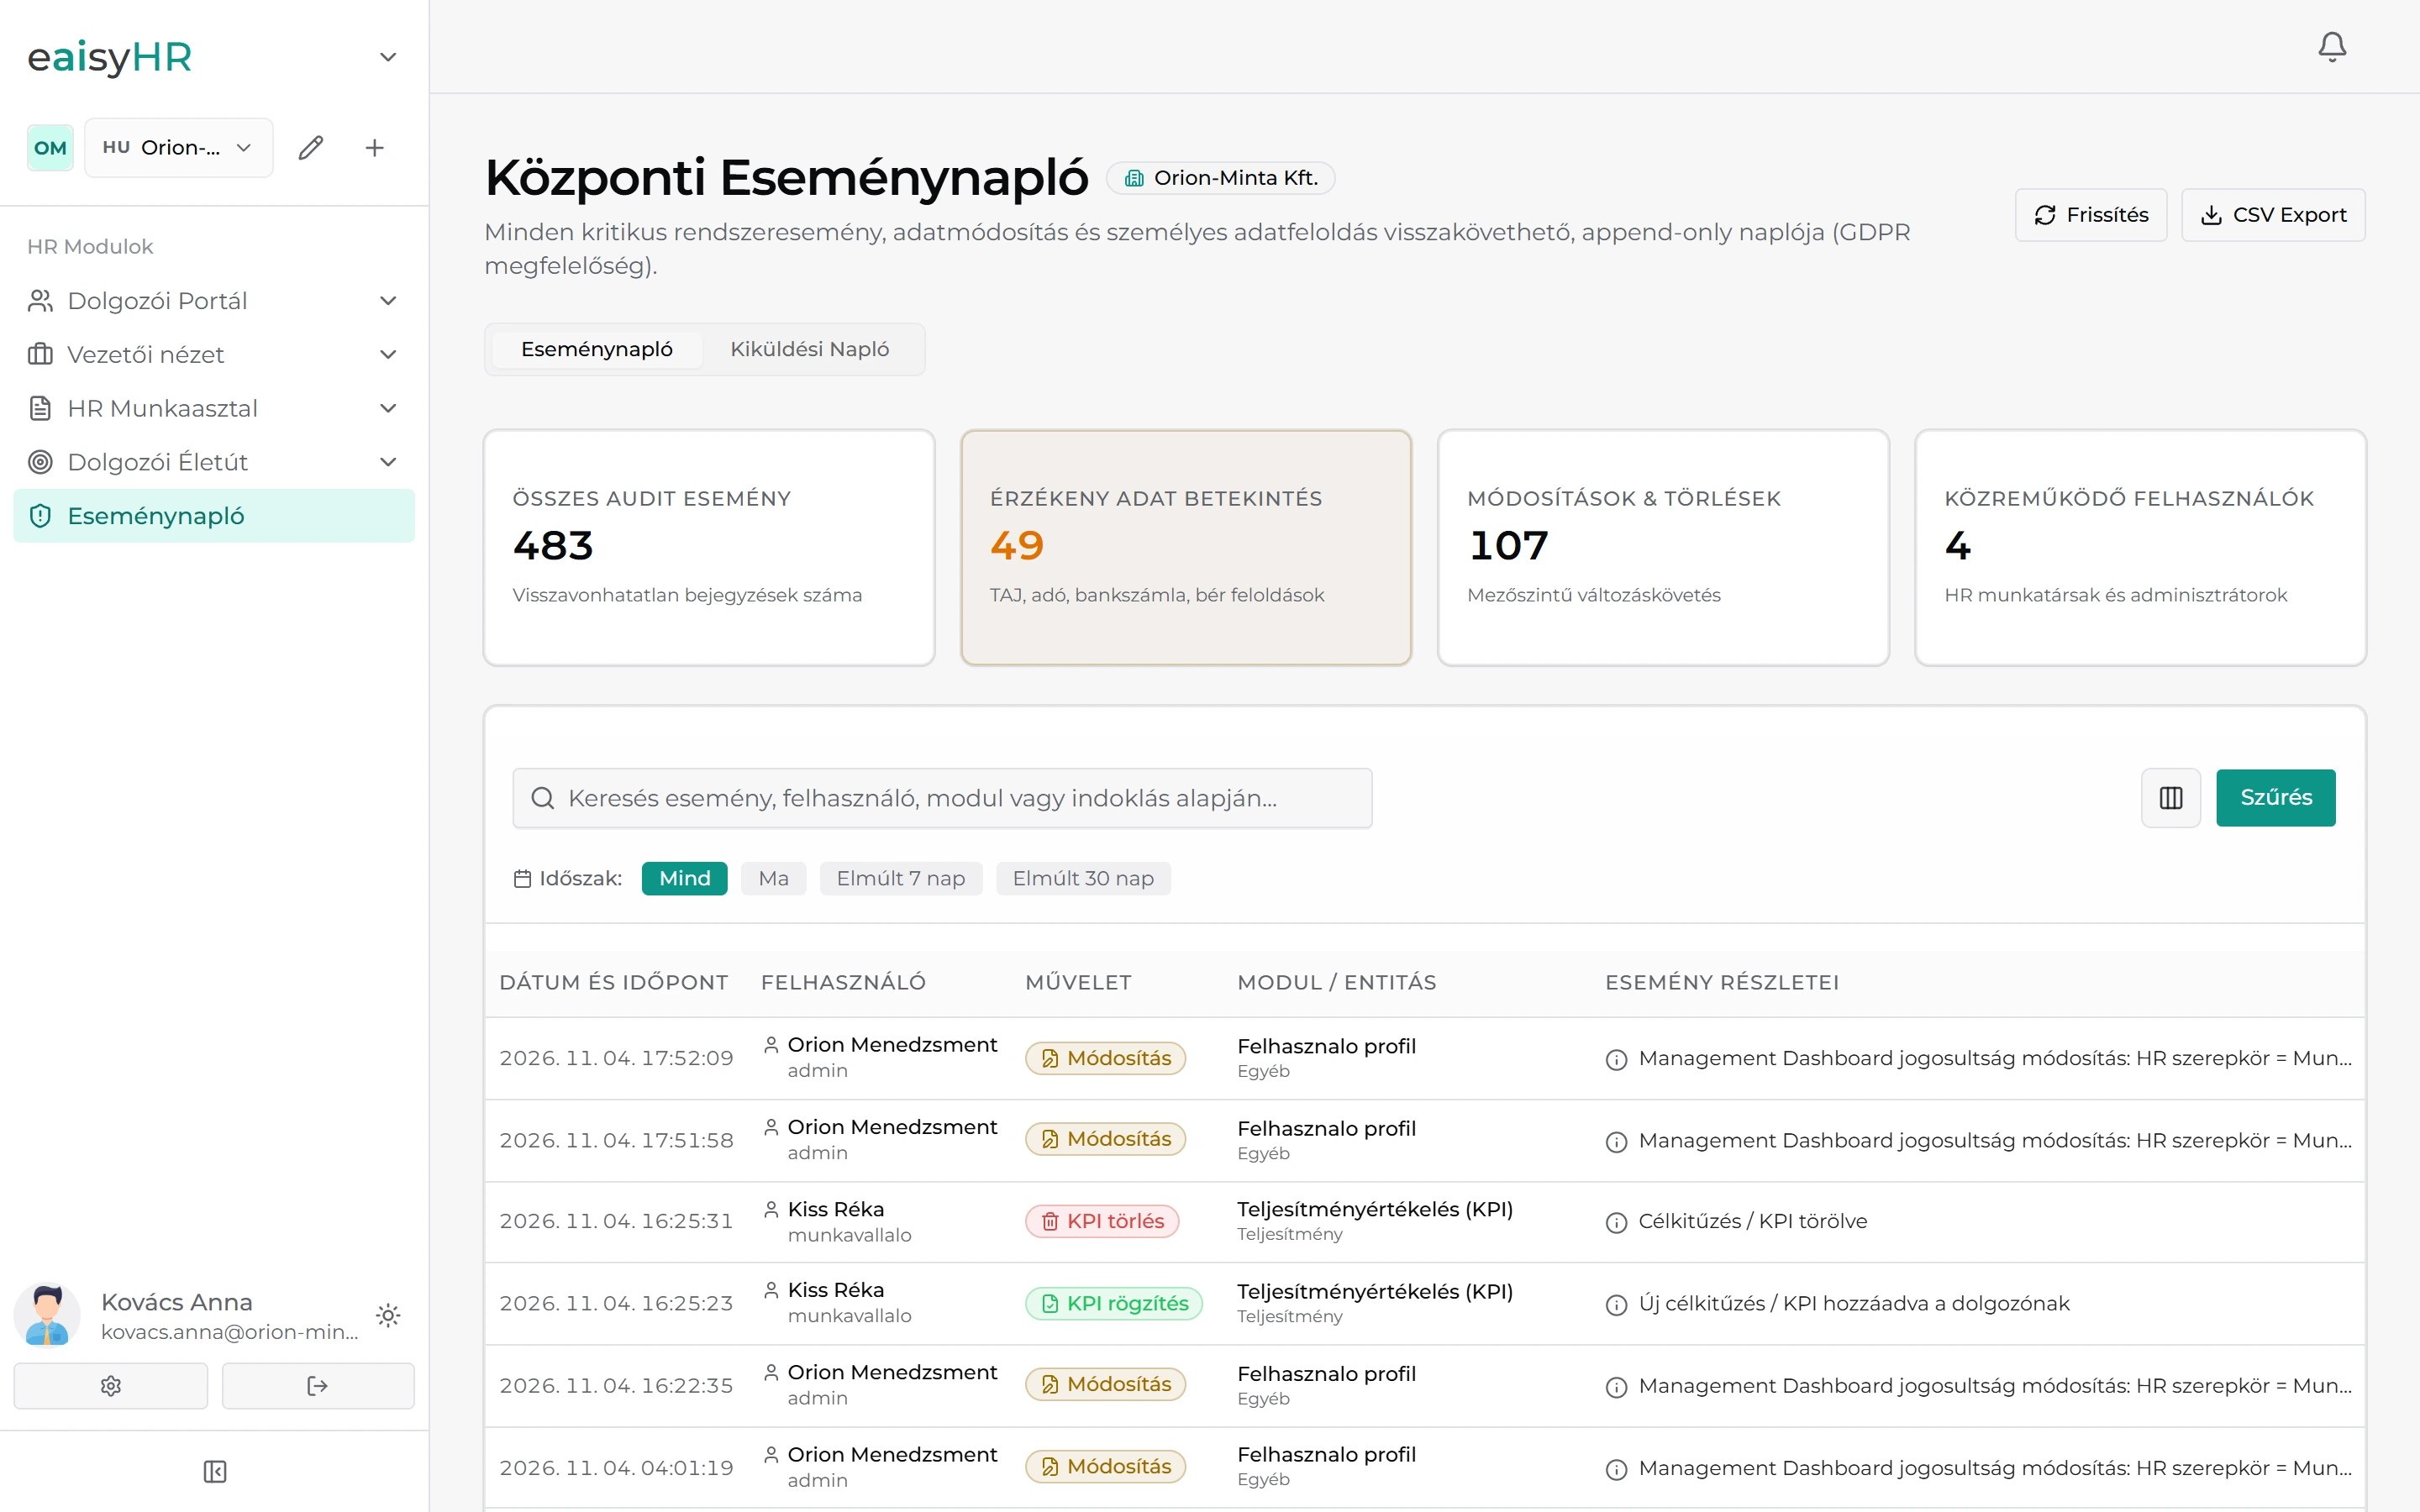 eaisyHR
OM
HU Orion-...
HR Modulok
Dolgozói Portál
Vezetői nézet
HR Munkaasztal
Dolgozói Életút
Eseménynapló
Kovács Anna
kovacs.anna@orion-min...
Központi Eseménynapló
Orion-Minta Kft.
Minden kritikus rendszeresemény, adatmódosítás és személyes adatfeloldás visszakövethető, append-only naplója (GDPR
megfelelőség).
Frissítés
CSV Export
Eseménynapló
Kiküldési Napló
ÖSSZES AUDIT ESEMÉNY
483
Visszavonhatatlan bejegyzések száma
ÉRZÉKENY ADAT BETEKINTÉS
49
TAJ, adó, bankszámla, bér feloldások
MÓDOSÍTÁSOK & TÖRLÉSEK
107
Mezőszintű változáskövetés
KÖZREMŰKÖDŐ FELHASZNÁLÓK
4
HR munkatársak és adminisztrátorok
Keresés esemény, felhasználó, modul vagy indoklás alapján...
Szűrés
Időszak:
Mind
Ma
Elmúlt 7 nap
Elmúlt 30 nap
DÁTUM ÉS IDŐPONT
FELHASZNÁLÓ
MŰVELET
MODUL / ENTITÁS
ESEMÉNY RÉSZLETEI
2026. 11. 04. 17:52:09
Orion Menedzsment
admin
Módosítás
Felhasznalo profil
Egyéb
Management Dashboard jogosultság módosítás: HR szerepkör = Mun...
2026. 11. 04. 17:51:58
Orion Menedzsment
admin
Módosítás
Felhasznalo profil
Egyéb
Management Dashboard jogosultság módosítás: HR szerepkör = Mun...
2026. 11. 04. 16:25:31
Kiss Réka
munkavallalo
KPI törlés
Teljesítményértékelés (KPI)
Teljesítmény
Célkitűzés / KPI törölve
2026. 11. 04. 16:25:23
Kiss Réka
munkavallalo
KPI rögzítés
Teljesítményértékelés (KPI)
Teljesítmény
Új célkitűzés / KPI hozzáadva a dolgozónak
2026. 11. 04. 16:22:35
Orion Menedzsment
admin
Módosítás
Felhasznalo profil
Egyéb
Management Dashboard jogosultság módosítás: HR szerepkör = Mun...
2026. 11. 04. 04:01:19
Orion Menedzsment
admin
Módosítás
Felhasznalo profil
Egyéb
Management Dashboard jogosultság módosítás: HR szerepkör = Mun...